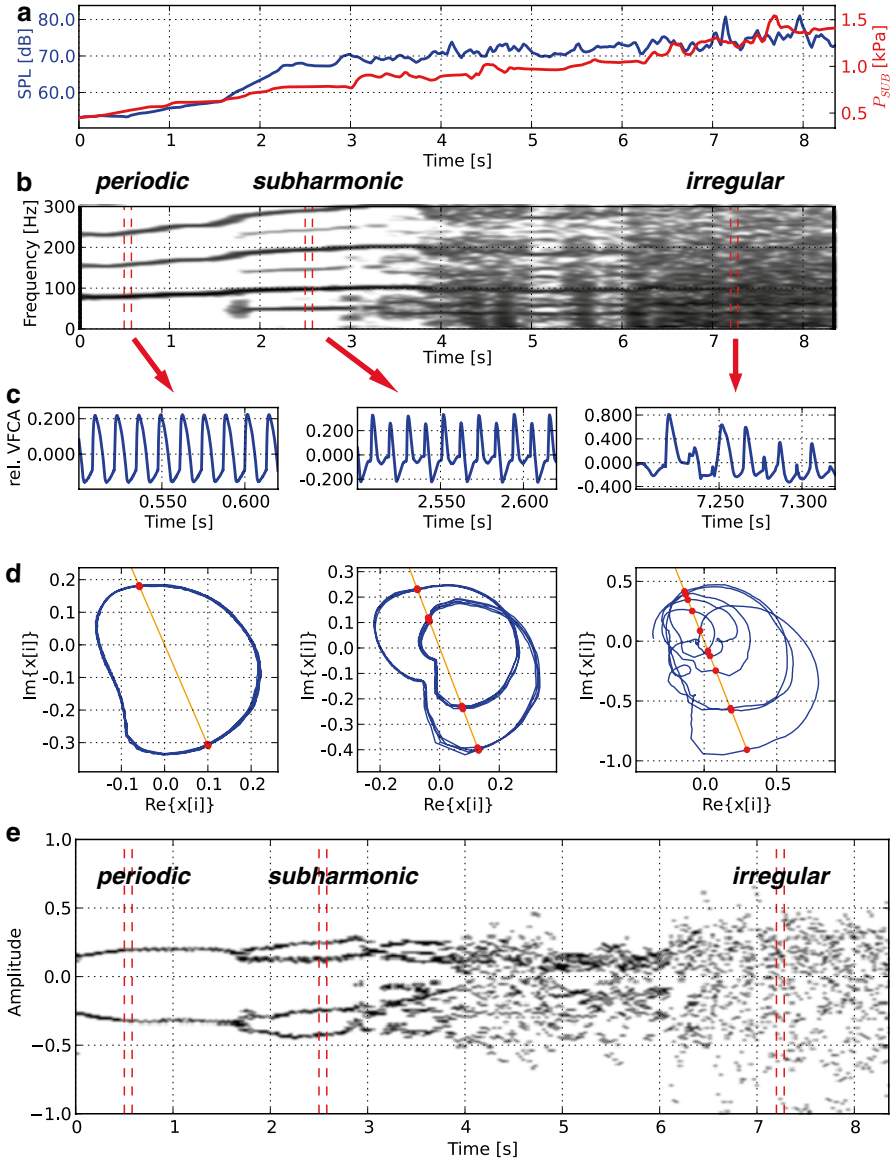 a
SPL [dB]
80.0
70.0
60.0
1.5
1.0
0.5
P_SUB [kPa]
0 1 2 3 4 5 6 7 8
Time [s]
b
periodic subharmonic irregular
Frequency [Hz]
300
200
100
0
0 1 2 3 4 5 6 7 8
Time [s]
c
rel. VFCA
0.200
0.000
0.550 0.600
Time [s]
0.200
0.000
-0.200
2.550 2.600
Time [s]
0.800
0.000
-0.400
7.250 7.300
Time [s]
d
Im{x[i]}
0.2
0.1
0.0
-0.1
-0.2
-0.3
-0.1 0.0 0.1 0.2
Re{x[i]}
Im{x[i]}
0.3
0.2
0.1
0.0
-0.1
-0.2
-0.3
-0.4
-0.2 0.0 0.2
Re{x[i]}
Im{x[i]}
0.5
0.0
-0.5
-1.0
0.0 0.5
Re{x[i]}
e
periodic subharmonic irregular
Amplitude
1.0
0.5
0.0
−0.5
−1.0
0 1 2 3 4 5 6 7 8
Time [s]